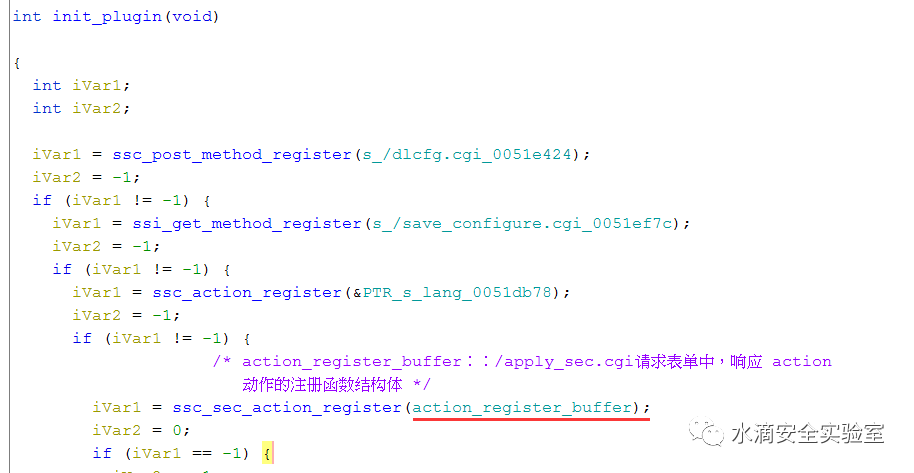 int init_plugin(void)
{
int iVar1;
int iVar2;
iVar1 = ssc_post_method_register(s_/dlcfg.cgi_0051e424);
iVar2 = -1;
if (iVar1 != -1) {
iVar1 = ssi_get_method_register(s_/save_configure.cgi_0051ef7c);
iVar2 = -1;
if (iVar1 != -1) {
iVar1 = ssc_action_register(&PTR_s_lang_0051db78);
iVar2 = -1;
if (iVar1 != -1) {
/* action_register_buffer：：/apply_sec.cgi请求表单中，响应 action
动作的注册函数结构体 */
iVar1 = ssc_sec_action_register(action_register_buffer);
iVar2 = 0;
if (iVar1 == -1) {
水滴安全实验室